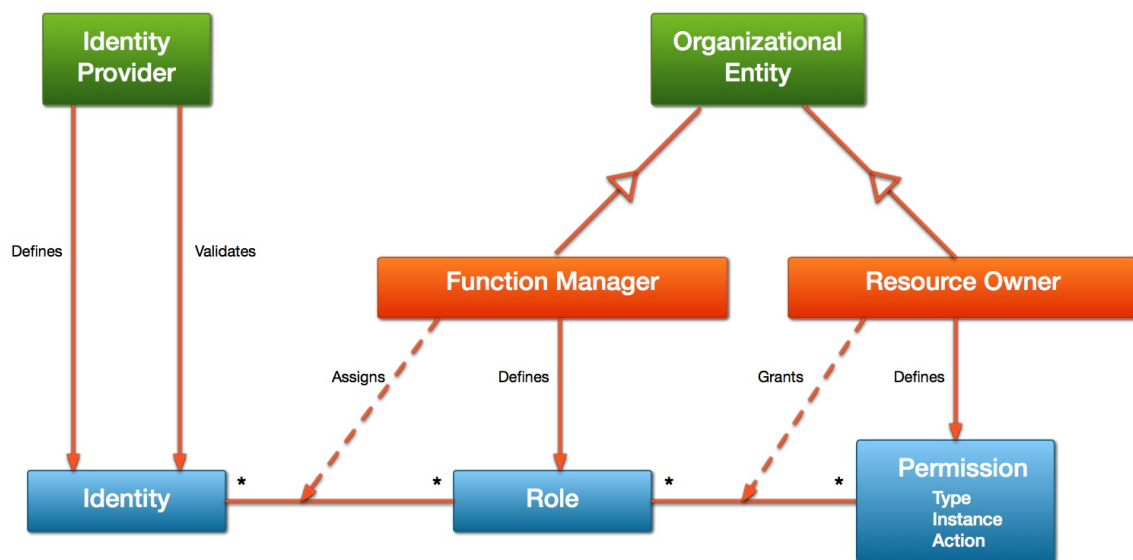 Identity
Provider
Organizational
Entity
Defines
Validates
Function Manager
Resource Owner
Assigns
Defines
Grants
Defines
Identity
*
*
Role
*
*
Permission
Type
Instance
Action